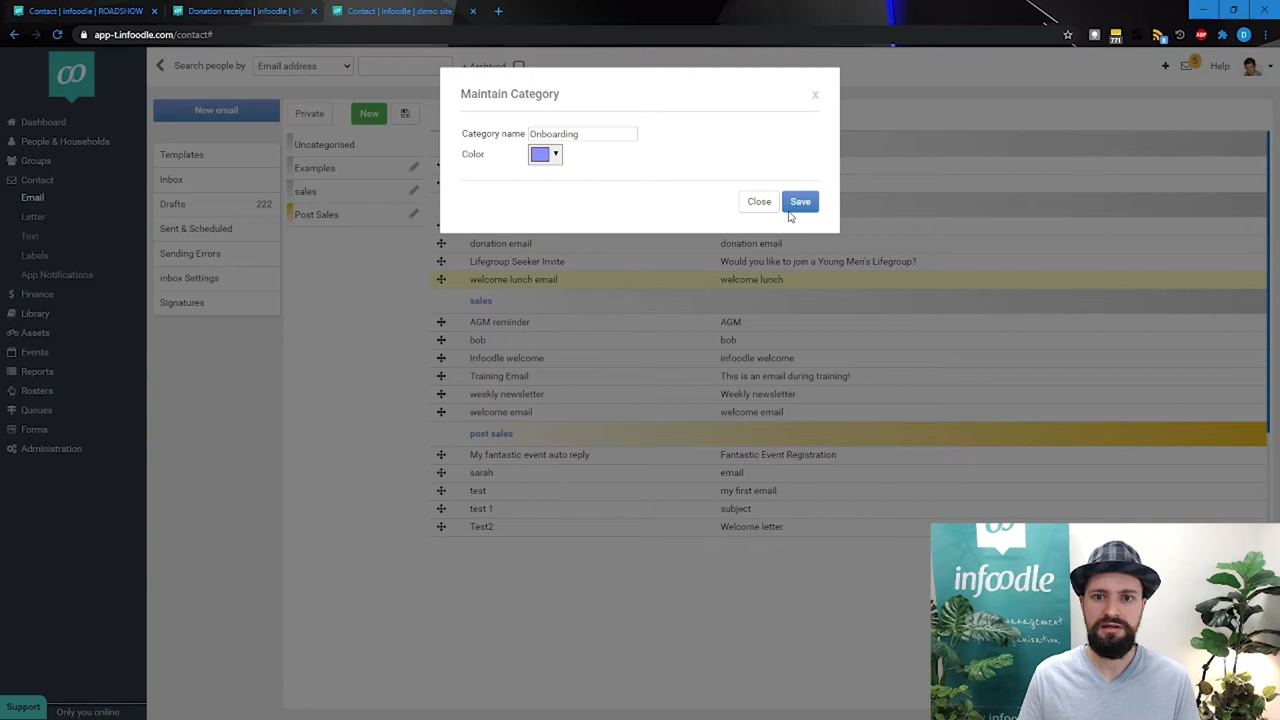 Contact | infoodle | ROADSHOW
Donation receipts | infoodle | Inf
Contact | infoodle | demo site
app-t.infoodle.com/contact#
771
D
Search people by
Email address
+ Archived
5
Help
Dashboard
People & Households
Groups
Contact
Email
Letter
Text
Labels
App Notifications
Finance
Library
Assets
Events
Reports
Rosters
Queues
Forms
Administration
Support
Only you online
New email
Templates
Inbox
Drafts 222
Sent & Scheduled
Sending Errors
inbox Settings
Signatures
Private
New
Uncategorised
Examples
sales
Post Sales
Maintain Category
x
Category name Onboarding
Color
Close
Save
donation email donation email
Lifegroup Seeker Invite Would you like to join a Young Men's Lifegroup?
welcome lunch email welcome lunch
sales
AGM reminder AGM
bob bob
Infoodle welcome infoodle welcome
Training Email This is an email during training!
weekly newsletter Weekly newsletter
welcome email welcome email
post sales
My fantastic event auto reply Fantastic Event Registration
sarah email
test my first email
test 1 subject
Test2 Welcome letter
infoodle